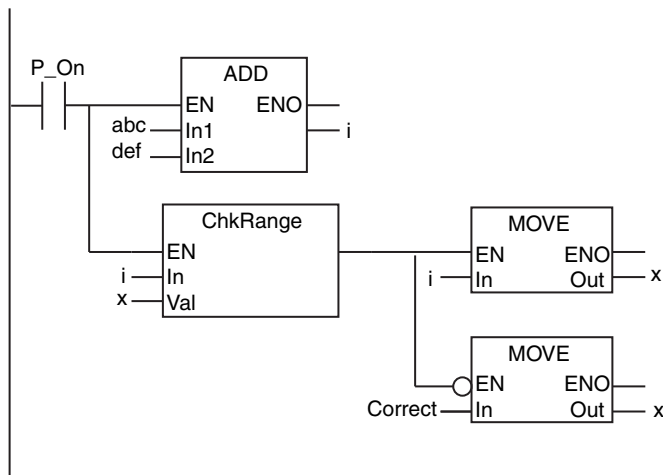 P_On
ADD
EN ENO
abc In1 i
def In2
ChkRange
EN
i In
x Val
MOVE
EN ENO
i In Out x
MOVE
EN ENO
Correct In Out x